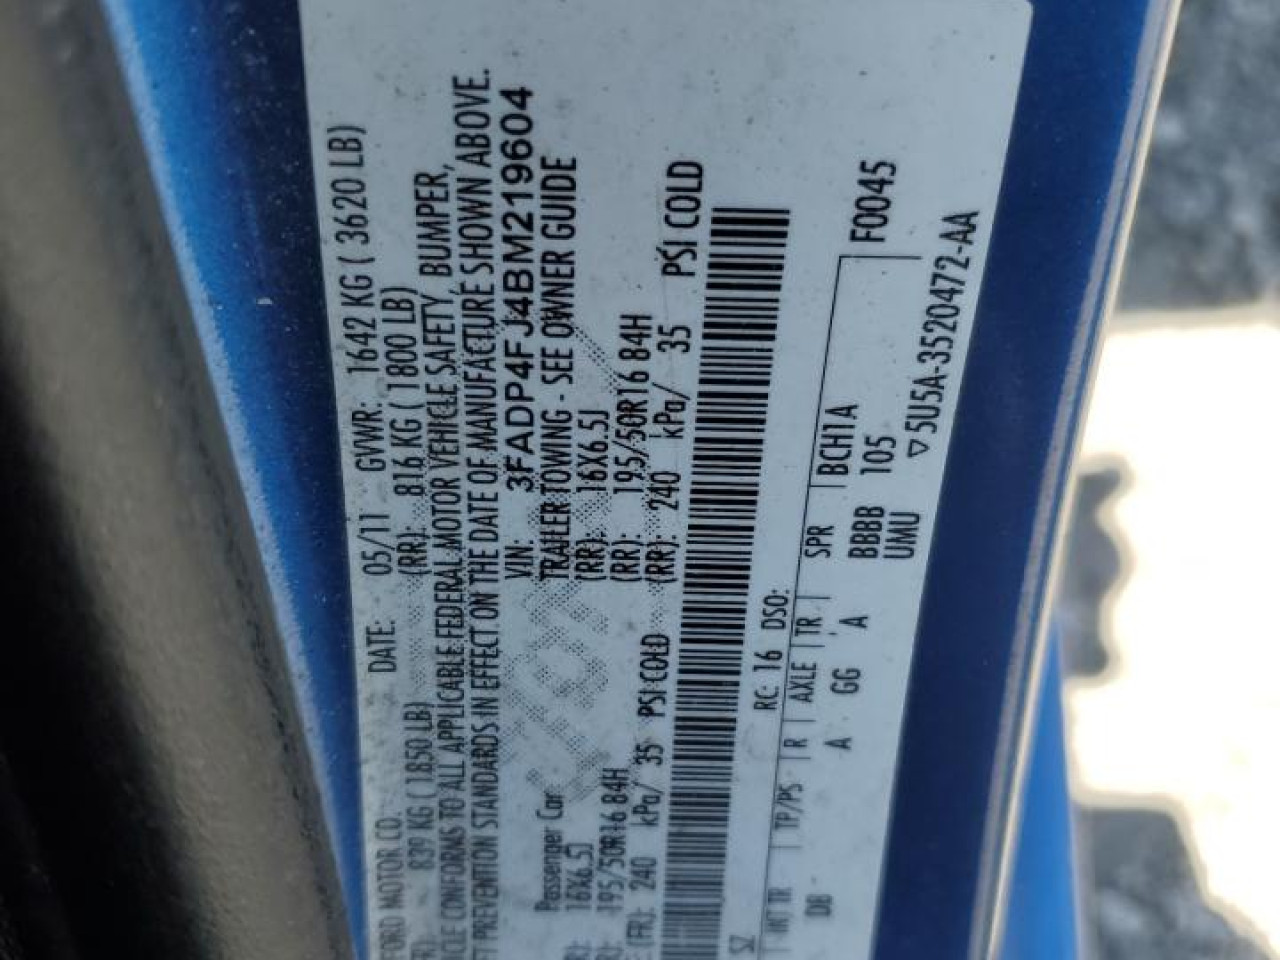 FORD MOTOR CO. DATE: 05/11 GVWR: 1642 KG ( 3620 LB)
839 KG ( 1850 LB) (RR): 816 KG ( 1800 LB)
CONFORMS TO ALL APPLICABLE FEDERAL MOTOR VEHICLE SAFETY, BUMPER,
PREVENTION STANDARDS IN EFFECT ON THE DATE OF MANUFACTURE SHOWN ABOVE.
VIN: 3FADP4FJ4BM219604
Passenger Car TRAILER TOWING - SEE OWNER GUIDE
16X6.5J (RR): 16X6.5J
195/50R16 84H (RR): 195/50R16 84H
(FR): 240 kPa/ 35 PSI COLD (RR): 240 kPa/ 35 PSI COLD
RC: 16 DSO:
INT TR TP/PS R AXLE TR SPR BCH1A F0045
DB A GG A BBBB 105
UMU
▽ 5U5A-3520472-AA